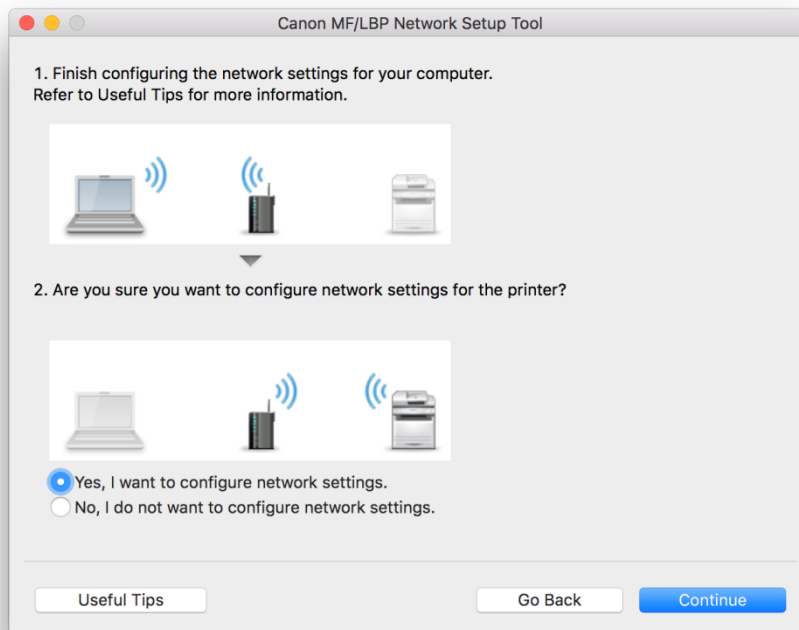 Canon MF/LBP Network Setup Tool
1. Finish configuring the network settings for your computer.
Refer to Useful Tips for more information.
2. Are you sure you want to configure network settings for the printer?
Yes, I want to configure network settings.
No, I do not want to configure network settings.
Useful Tips
Go Back
Continue